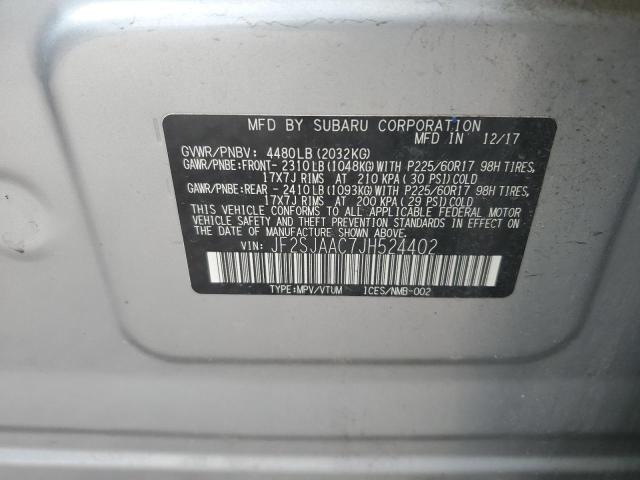 MFD BY SUBARU CORPORATION
MFD IN 12/17
GVWR/PNBV: 4480LB (2032KG)
GAWR/PNBE:FRONT-2310LB (1048KG) WITH P225/60R17 98H TIRES,
17X7J RIMS AT 210 KPA (30 PSI) COLD
GAWR/PNBE:REAR -2410LB (1093KG) WITH P225/60R17 98H TIRES,
17X7J RIMS AT 200 KPA (29 PSI) COLD
THIS VEHICLE CONFORMS TO ALL APPLICABLE FEDERAL MOTOR
VEHICLE SAFETY AND THEFT PREVENTION STANDARDS IN EFFECT ON
THE DATE OF MANUFACTURE SHOWN ABOVE.
VIN: JF2SJAAC7JH524402
TYPE:MPV/VTUM ICES/NMB-002